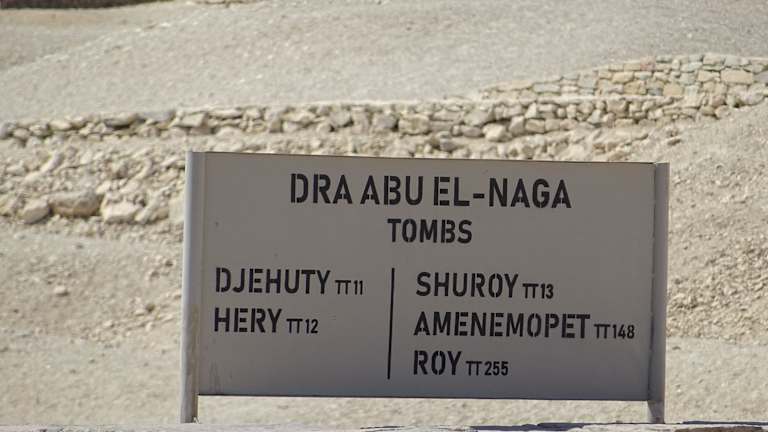 DRA ABU EL-NAGA
TOMBS
DJEHUTY TT11
HERY TT12
SHUROY TT13
AMENEMOPET TT148
ROY TT255